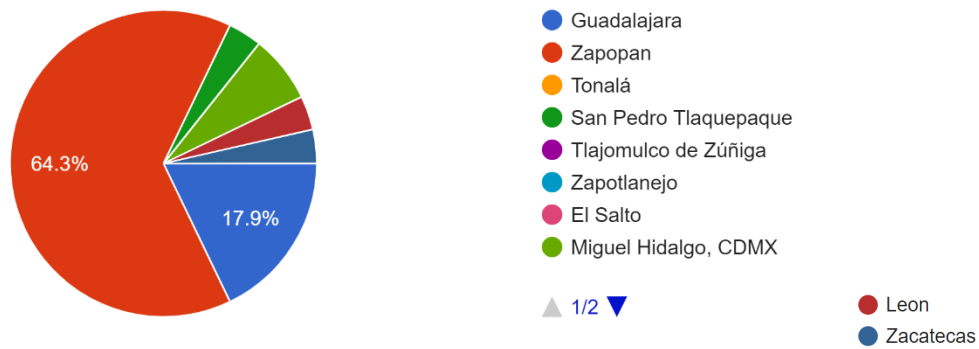 64.3%
17.9%
Guadalajara
Zapopan
Tonalá
San Pedro Tlaquepaque
Tlajomulco de Zúñiga
Zapotlanejo
El Salto
Miguel Hidalgo, CDMX
1/2
Leon
Zacatecas